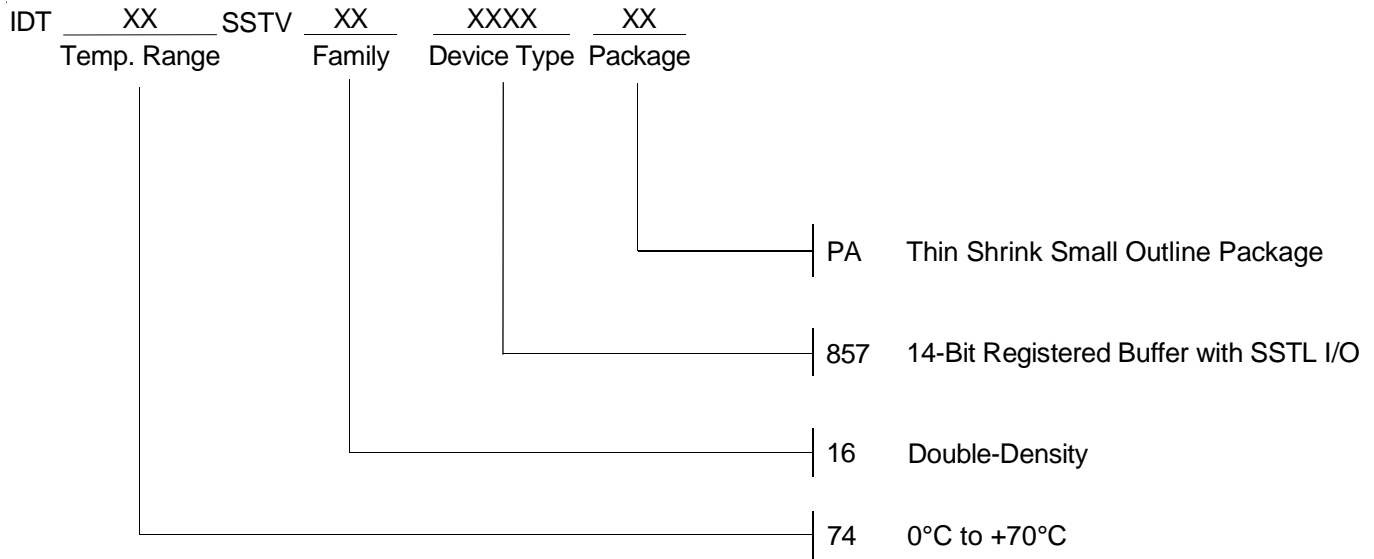 IDT XX SSTV XX XXXX XX
Temp. Range Family Device Type Package
PA Thin Shrink Small Outline Package
857 14-Bit Registered Buffer with SSTL I/O
16 Double-Density
74 0°C to +70°C